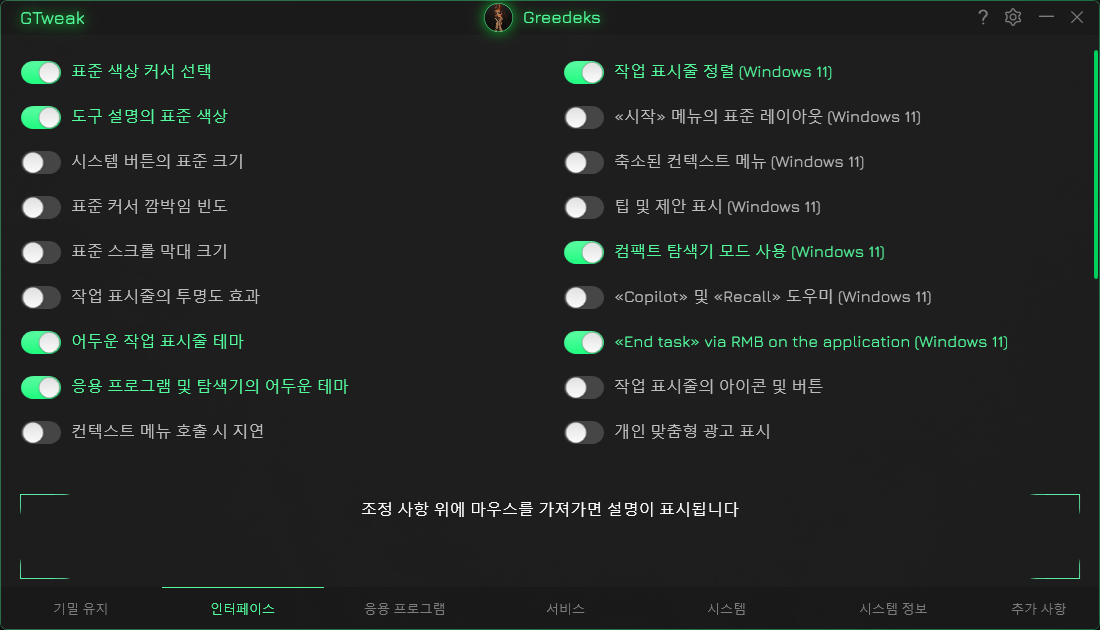 GTweak
Greedeks
?
표준 색상 커서 선택
도구 설명의 표준 색상
시스템 버튼의 표준 크기
표준 커서 깜박임 빈도
표준 스크롤 막대 크기
작업 표시줄의 투명도 효과
어두운 작업 표시줄 테마
응용 프로그램 및 탐색기의 어두운 테마
컨텍스트 메뉴 호출 시 지연
작업 표시줄 정렬 (Windows 11)
«시작» 메뉴의 표준 레이아웃 (Windows 11)
축소된 컨텍스트 메뉴 (Windows 11)
팁 및 제안 표시 (Windows 11)
컴팩트 탐색기 모드 사용 (Windows 11)
«Copilot» 및 «Recall» 도우미 (Windows 11)
«End task» via RMB on the application (Windows 11)
작업 표시줄의 아이콘 및 버튼
개인 맞춤형 광고 표시
조정 사항 위에 마우스를 가져가면 설명이 표시됩니다
기밀 유지
인터페이스
응용 프로그램
서비스
시스템
시스템 정보
추가 사항